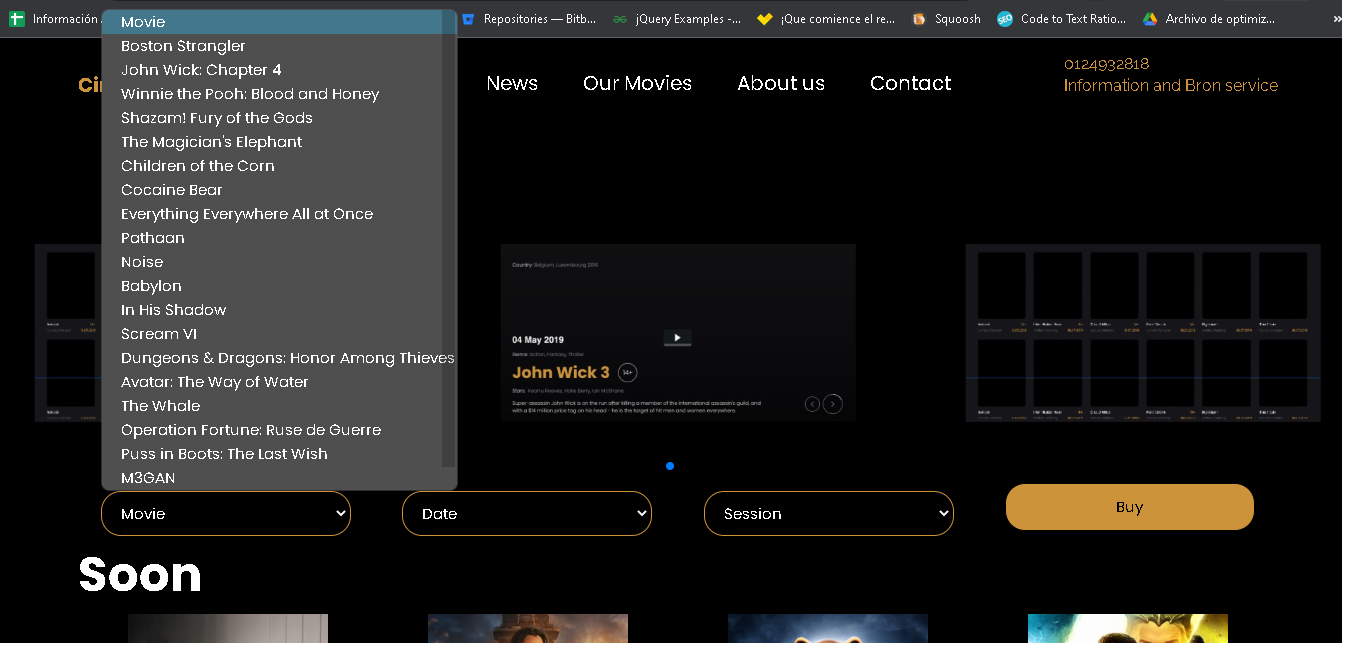 Información
Repositories — Bitb...
jQuery Examples -...
¡Que comience el re...
Squoosh
Code to Text Ratio...
Archivo de optimiz...
»
Movie
Boston Strangler
John Wick: Chapter 4
Winnie the Pooh: Blood and Honey
Shazam! Fury of the Gods
The Magician's Elephant
Children of the Corn
Cocaine Bear
Everything Everywhere All at Once
Pathaan
Noise
Babylon
In His Shadow
Scream VI
Dungeons & Dragons: Honor Among Thieves
Avatar: The Way of Water
The Whale
Operation Fortune: Ruse de Guerre
Puss in Boots: The Last Wish
M3GAN
Ci
News
Our Movies
About us
Contact
0124932818
Information and Bron service
Country: Belgium, Luxembourg 2019
04 May 2019
Genre: Action, Fantasy, Thriller
John Wick 3
14+
Stars: Keanu Reeves, Halle Berry, Ian McShane
Super-assassin John Wick is on the run after killing a member of the international assassin's guild, and
with a $14 million price tag on his head - he is the target of hit men and women everywhere.
Movie
Date
Session
Buy
Soon